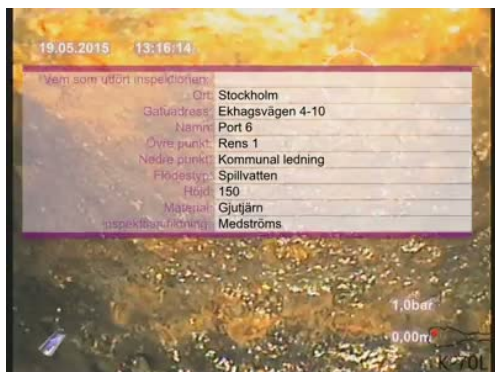 19.05.2015 13:16:14
Vem som utfört inspektionen:
Ort: Stockholm
Gatuadress: Ekhagsvägen 4-10
Namn: Port 6
Övre punkt: Rens 1
Nedre punkt: Kommunal ledning
Flödestyp: Spillvatten
Höjd: 150
Material: Gjutjärn
Inspektionsriktning: Medströms
1,0bar
0,00m